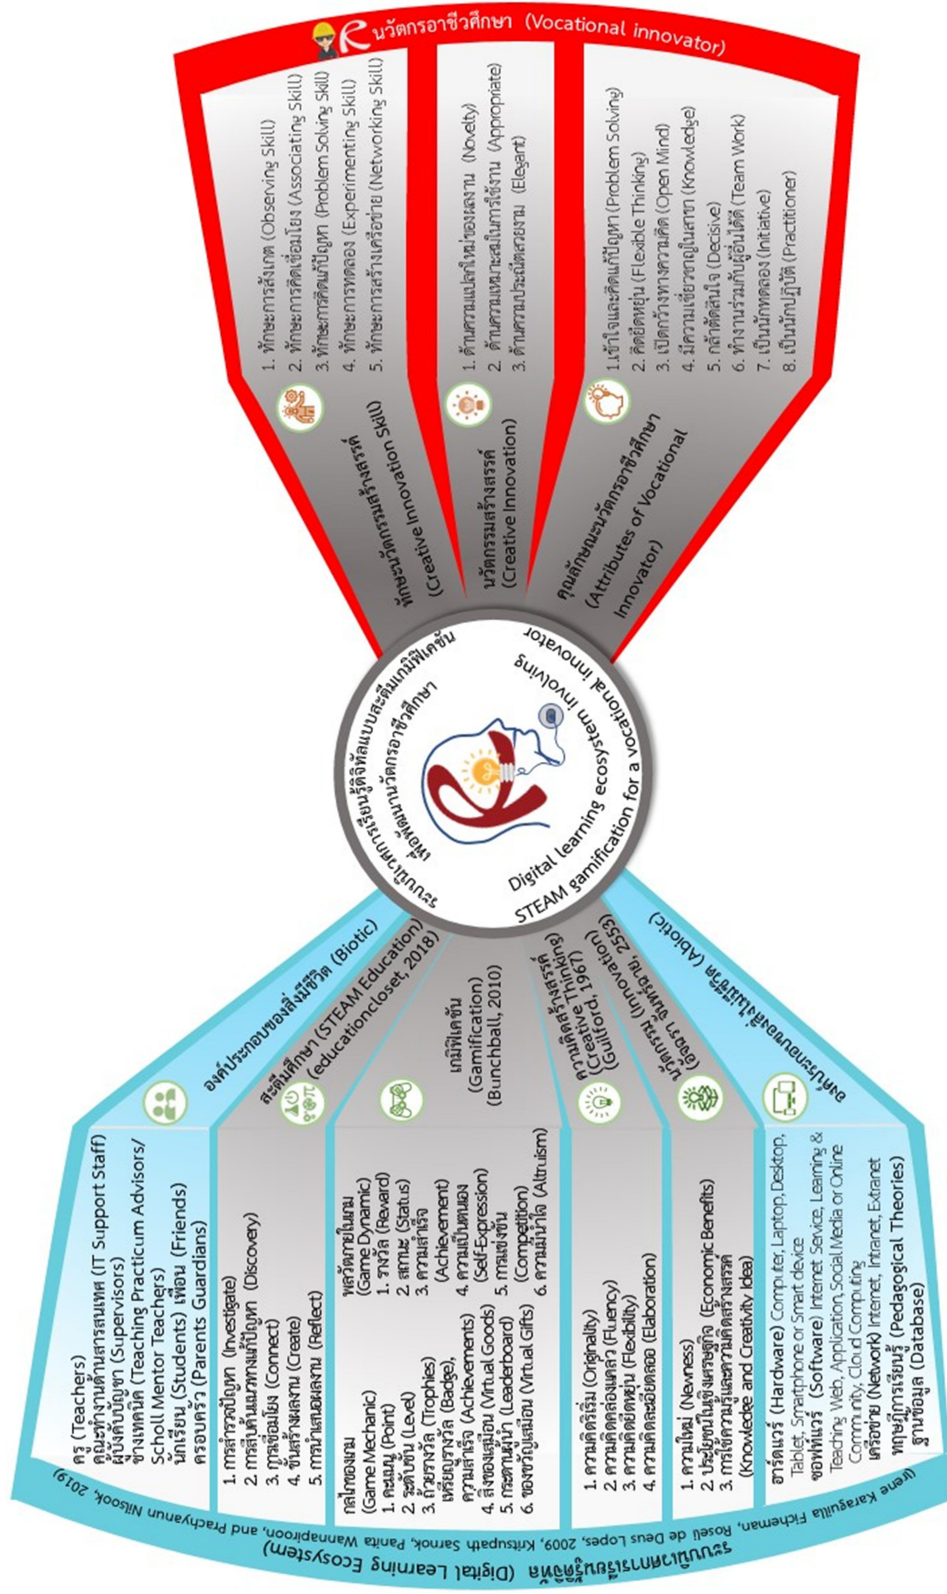 นวัตกรอาชีวศึกษา (Vocational innovator)
ทักษะนวัตกรรมสร้างสรรค์
(Creative Innovation Skill)
1. ทักษะการสังเกต (Observing Skill)
2. ทักษะการคิดเชื่อมโยง (Associating Skill)
3. ทักษะการคิดแก้ปัญหา (Problem Solving Skill)
4. ทักษะการทดลอง (Experimenting Skill)
5. ทักษะการสร้างเครือข่าย (Networking Skill)
นวัตกรรมสร้างสรรค์
(Creative Innovation)
1. ด้านความแปลกใหม่ของผลงาน (Novelty)
2. ด้านความเหมาะสมในการใช้งาน (Appropriate)
3. ด้านความประณีตสวยงาม (Elegant)
คุณลักษณะนวัตกรอาชีวศึกษา
(Attributes of Vocational
Innovator)
1.เข้าใจและคิดแก้ปัญหา (Problem Solving)
2. คิดยืดหยุ่น (Flexible Thinking)
3. เปิดกว้างทางความคิด (Open Mind)
4. มีความเชี่ยวชาญในสาขา (Knowledge)
5. กล้าตัดสินใจ (Decisive)
6. ทำงานร่วมกับผู้อื่นได้ดี (Team Work)
7. เป็นนักทดลอง (Initiative)
8. เป็นนักปฏิบัติ (Practitioner)
ระบบนิเวศการเรียนรู้ดิจิทัลแบบสะตีมเกมิฟิเคชัน
เพื่อพัฒนานวัตกรอาชีวศึกษา
Digital learning ecosystem involving
STEAM gamification for a vocational innovator
องค์ประกอบของสิ่งมีชีวิต (Biotic)
ครู (Teachers)
คณะทำงานด้านสารสนเทศ (IT Support Staff)
ผู้บังคับบัญชา (Supervisors)
ช่างเทคนิค (Teaching Practicum Advisors/
Scholl Mentor Teachers)
นักเรียน (Students) เพื่อน (Friends)
ครอบครัว (Parents Guardians)
สะตีมศึกษา (STEAM Education)
(educationcloset, 2018)
1. การสำรวจปัญหา (Investigate)
2. การสืบค้นแนวทางแก้ปัญหา (Discovery)
3. การเชื่อมโยง (Connect)
4. ขั้นสร้างผลงาน (Create)
5. การนำเสนอผลงาน (Reflect)
เกมิฟิเคชัน
(Gamification)
(Bunchball, 2010)
กลไกของเกม
(Game Mechanic)
1. คะแนน (Point)
2. ระดับขั้น (Level)
3. ถ้วยรางวัล (Trophies)
เหรียญรางวัล (Badge),
ความสำเร็จ (Achievements)
4. สิ่งของเสมือน (Virtual Goods)
5. กระดานผู้นำ (Leaderboard)
6. ของขวัญเสมือน (Virtual Gifts)
พลวัตภายในเกม
(Game Dynamic)
1. รางวัล (Reward)
2. สถานะ (Status)
3. ความสำเร็จ
(Achievement)
4. ความเป็นตนเอง
(Self-Expression)
5. การแข่งขัน
(Competition)
6. ความมีน้ำใจ (Altruism)
ความคิดสร้างสรรค์
(Creative Thinking)
(Guilford, 1967)
1. ความคิดริเริ่ม (Originality)
2. ความคิดคล่องแคล่ว (Fluency)
3. ความคิดยืดหยุ่น (Flexibility)
4. ความคิดละเอียดลออ (Elaboration)
นวัตกรรม (Innovation)
(อัจฉรา จันทร์ฉาย, 2553)
1. ความใหม่ (Newness)
2. ประโยชน์ในเชิงเศรษฐกิจ (Economic Benefits)
3. การใช้ความรู้และความคิดสร้างสรรค์
(Knowledge and Creativity Idea)
องค์ประกอบของสิ่งไม่มีชีวิต (Abiotic)
ฮาร์ดแวร์ (Hardware) Computer, Laptop, Desktop,
Tablet, Smartphone or Smart device
ซอฟท์แวร์ (Software) Internet Service, Learning &
Teaching Web, Application, Social Media or Online
Community, Cloud Computing
เครือข่าย (Network) Internet, Intranet, Extranet
ทฤษฎีการเรียนรู้ (Pedagogical Theories)
ฐานข้อมูล (Database)
ระบบนิเวศการเรียนรู้ดิจิทัล (Digital Learning Ecosystem)
(Irene Karaguilla Ficheman, Roseli de Deus Lopes, 2009, Kritsupath Sarnok, Panita Wannapiroon, and Prachyanun Nilsook, 2019)